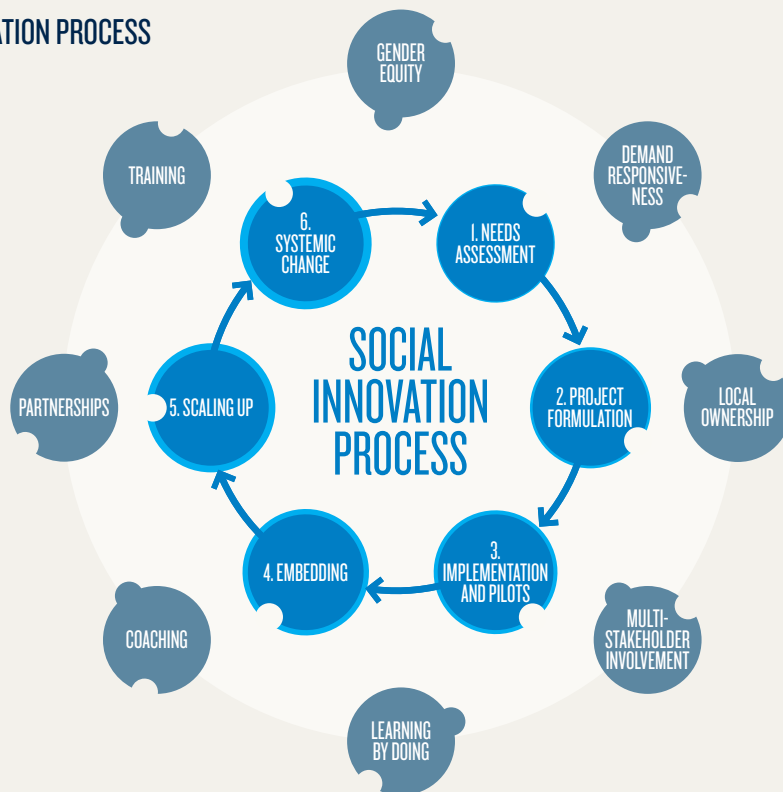 ATION PROCESS
GENDER
EQUITY
TRAINING
DEMAND
RESPONSIVE-
NESS
6.
SYSTEMIC
CHANGE
1. NEEDS
ASSESSMENT
SOCIAL
INNOVATION
PROCESS
PARTNERSHIPS
5. SCALING UP
2. PROJECT
FORMULATION
LOCAL
OWNERSHIP
4. EMBEDDING
3.
IMPLEMENTATION
AND PILOTS
COACHING
MULTI-
STAKEHOLDER
INVOLVEMENT
LEARNING
BY DOING